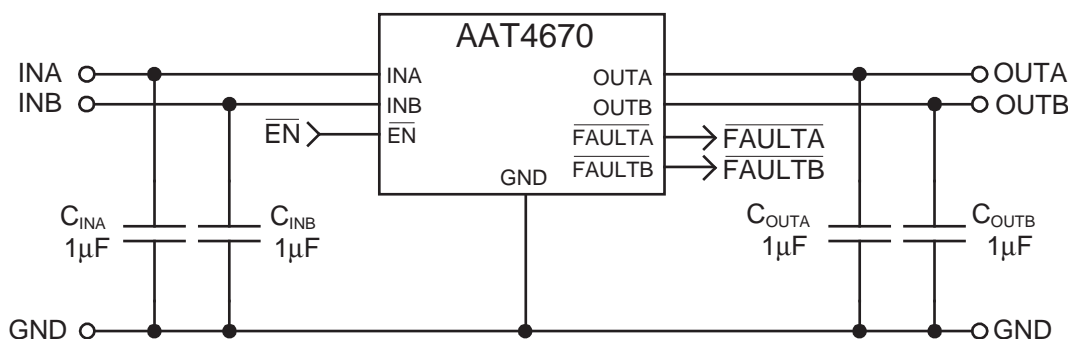 AAT4670
INA
INA
OUTA
OUTA
INB
INB
OUTB
OUTB
EN
EN
FAULTA
FAULTA
FAULTB
FAULTB
GND
CINA
1µF
CINB
1µF
COUTA
1µF
COUTB
1µF
GND
GND